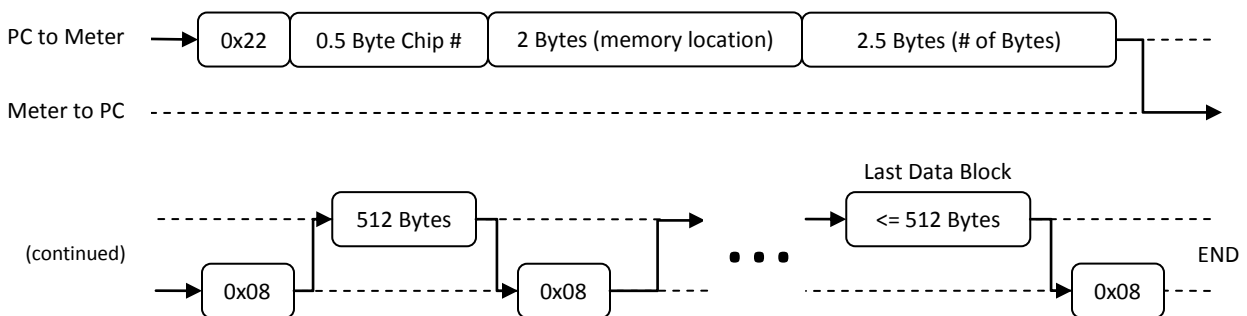 PC to Meter
0x22
0.5 Byte Chip #
2 Bytes (memory location)
2.5 Bytes (# of Bytes)
Meter to PC
Last Data Block
512 Bytes
<= 512 Bytes
(continued)
END
0x08
0x08
0x08